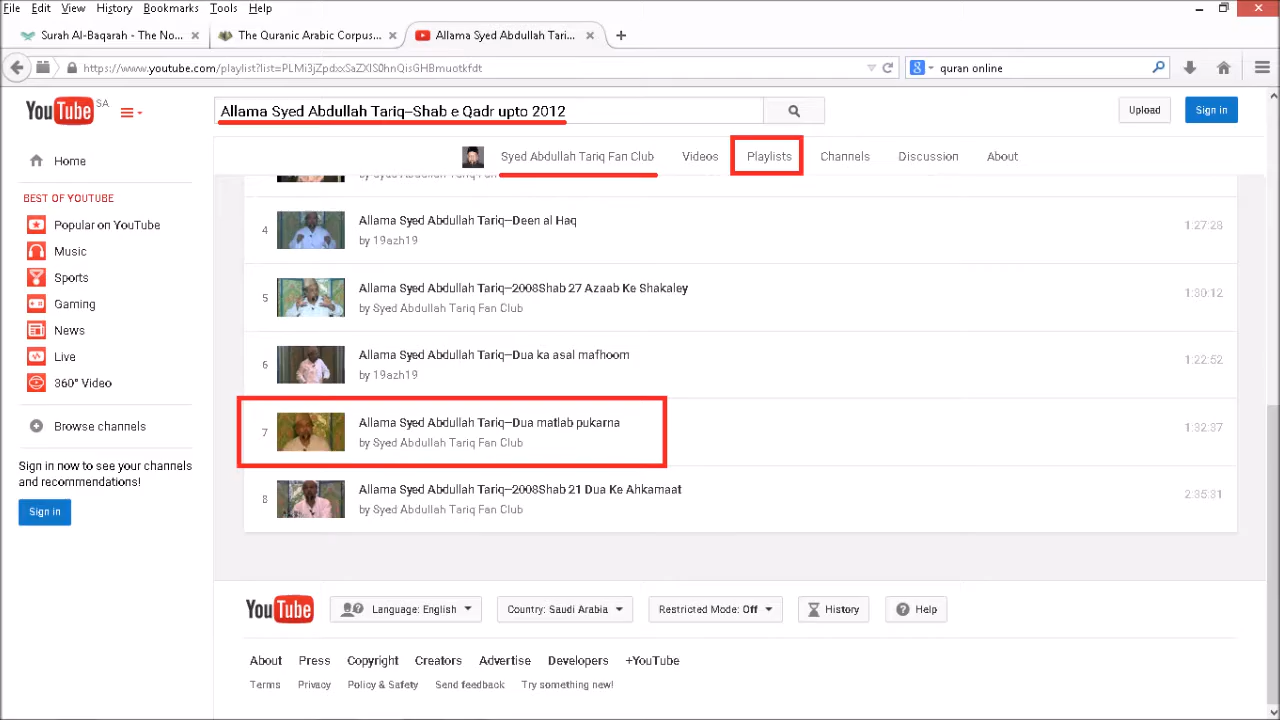 File Edit View History Bookmarks Tools Help
Surah Al-Baqarah - The No... × The Quranic Arabic Corpus... × Allama Syed Abdullah Tari... × +
https://www.youtube.com/playlist?list=PLMi3jZpdxxSaZXlS0hnQisGHBmuotkfdt
quran online
YouTube SA
Allama Syed Abdullah Tariq--Shab e Qadr upto 2012
Upload Sign in
Syed Abdullah Tariq Fan Club Videos Playlists Channels Discussion About
Home
BEST OF YOUTUBE
Popular on YouTube
Music
Sports
Gaming
News
Live
360° Video
Browse channels
Sign in now to see your channels
and recommendations!
Sign in
4 Allama Syed Abdullah Tariq--Deen al Haq 1:27:28
by 19azh19
5 Allama Syed Abdullah Tariq--2008Shab 27 Azaab Ke Shakaley 1:30:12
by Syed Abdullah Tariq Fan Club
6 Allama Syed Abdullah Tariq--Dua ka asal mafhoom 1:22:52
by 19azh19
7 Allama Syed Abdullah Tariq--Dua matlab pukarna 1:32:37
by Syed Abdullah Tariq Fan Club
8 Allama Syed Abdullah Tariq--2008Shab 21 Dua Ke Ahkamaat 2:35:31
by Syed Abdullah Tariq Fan Club
YouTube Language: English Country: Saudi Arabia Restricted Mode: Off History Help
About Press Copyright Creators Advertise Developers +YouTube
Terms Privacy Policy & Safety Send feedback Try something new!